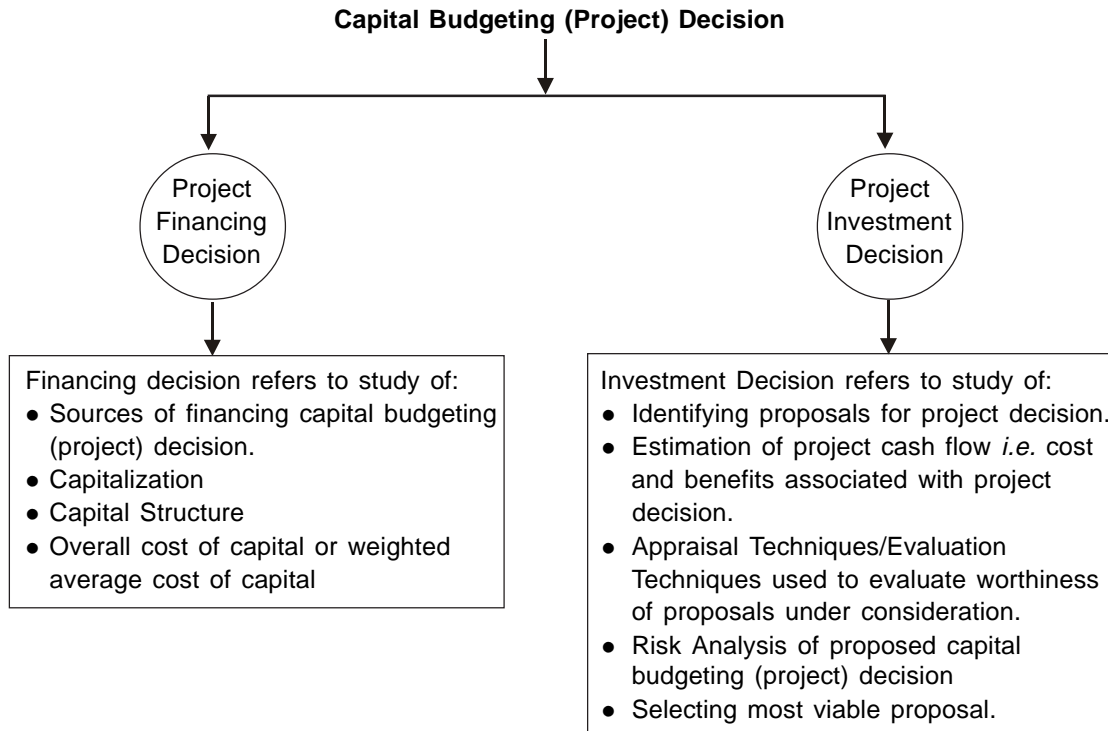 Capital Budgeting (Project) Decision
Project
Financing
Decision
Project
Investment
Decision
Financing decision refers to study of:
● Sources of financing capital budgeting
(project) decision.
● Capitalization
● Capital Structure
● Overall cost of capital or weighted
average cost of capital
Investment Decision refers to study of:
● Identifying proposals for project decision.
● Estimation of project cash flow i.e. cost
and benefits associated with project
decision.
● Appraisal Techniques/Evaluation
Techniques used to evaluate worthiness
of proposals under consideration.
● Risk Analysis of proposed capital
budgeting (project) decision
● Selecting most viable proposal.